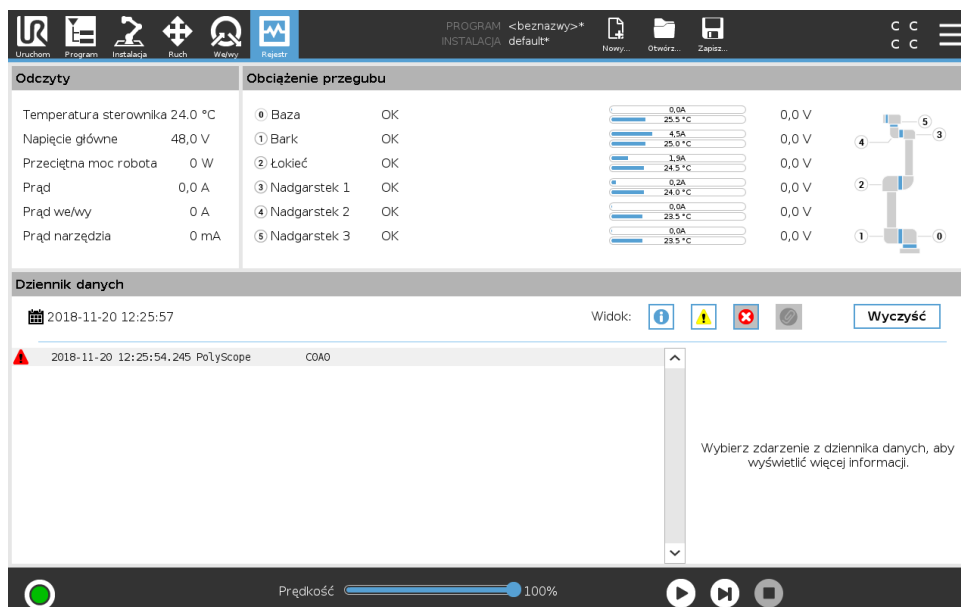 PROGRAM <beznazwy>*
INSTALACJA default*
Uruchom Program Instalacja Ruch We/wy Rejestr Nowy... Otwórz... Zapisz...
C C
C C
Odczyty
Temperatura sterownika 24.0 °C
Napięcie główne 48,0 V
Przeciętna moc robota 0 W
Prąd 0,0 A
Prąd we/wy 0 A
Prąd narzędzia 0 mA
Obciążenie przegubu
0 Baza OK 0,0A 25.5 °C 0,0 V
1 Bark OK 4,5A 25.0 °C 0,0 V
2 Łokieć OK 1,9A 24.5 °C 0,0 V
3 Nadgarstek 1 OK 0,2A 24.0 °C 0,0 V
4 Nadgarstek 2 OK 0,0A 23.5 °C 0,0 V
5 Nadgarstek 3 OK 0,0A 23.5 °C 0,0 V
5
4 3
2
1 0
Dziennik danych
2018-11-20 12:25:57 Widok: Wyczyść
2018-11-20 12:25:54.245 PolyScope C0A0
Wybierz zdarzenie z dziennika danych, aby
wyświetlić więcej informacji.
Prędkość 100%